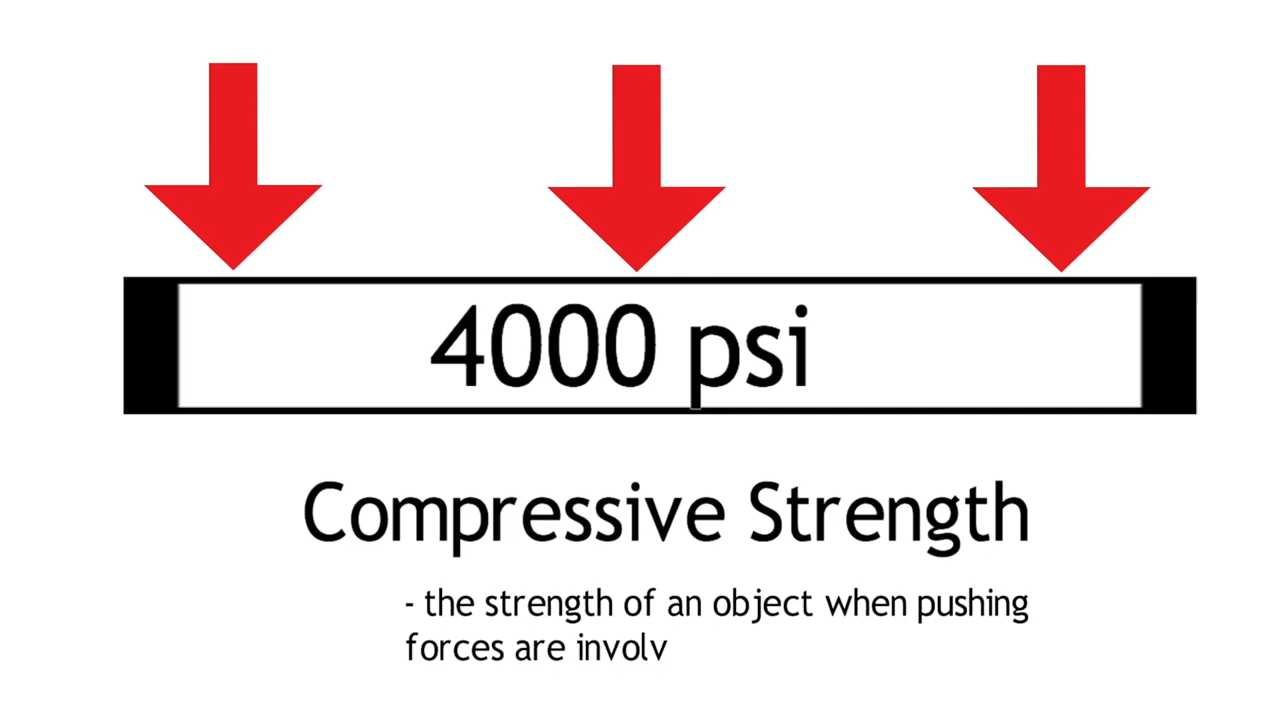 4000 psi
Compressive Strength
- the strength of an object when pushing
forces are involv